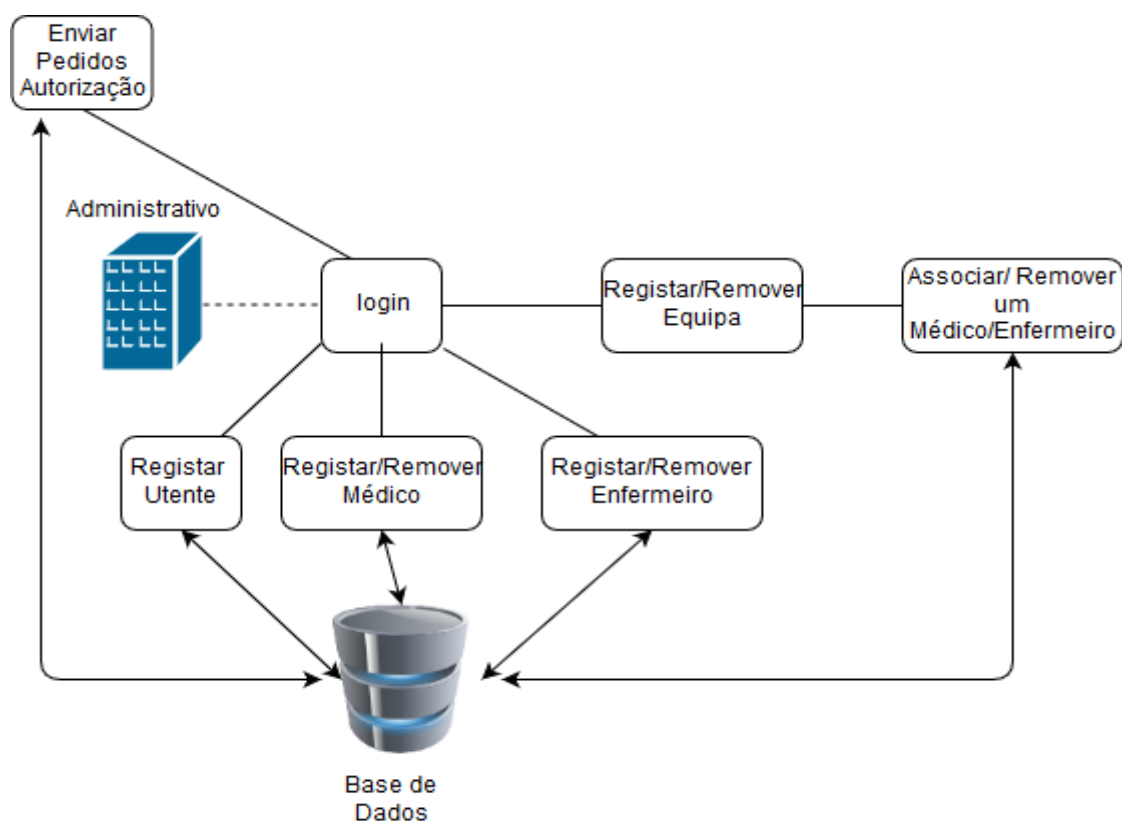 Enviar
Pedidos
Autorização
Administrativo
login
Registar/Remover
Equipa
Associar/ Remover
um
Médico/Enfermeiro
Registar
Utente
Registar/Remover
Médico
Registar/Remover
Enfermeiro
Base de
Dados